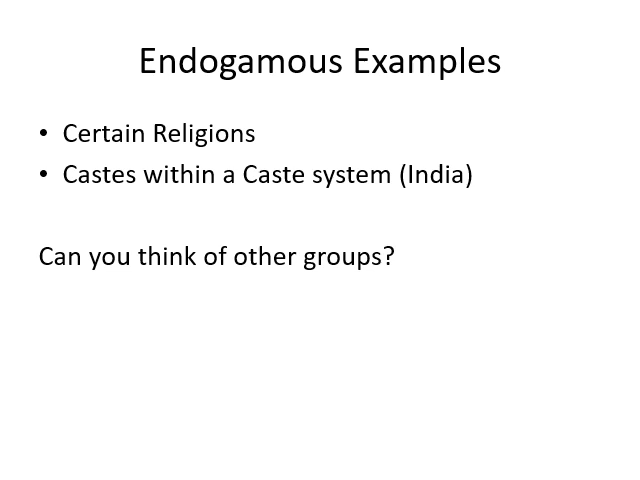 Endogamous Examples
• Certain Religions
• Castes within a Caste system (India)
Can you think of other groups?